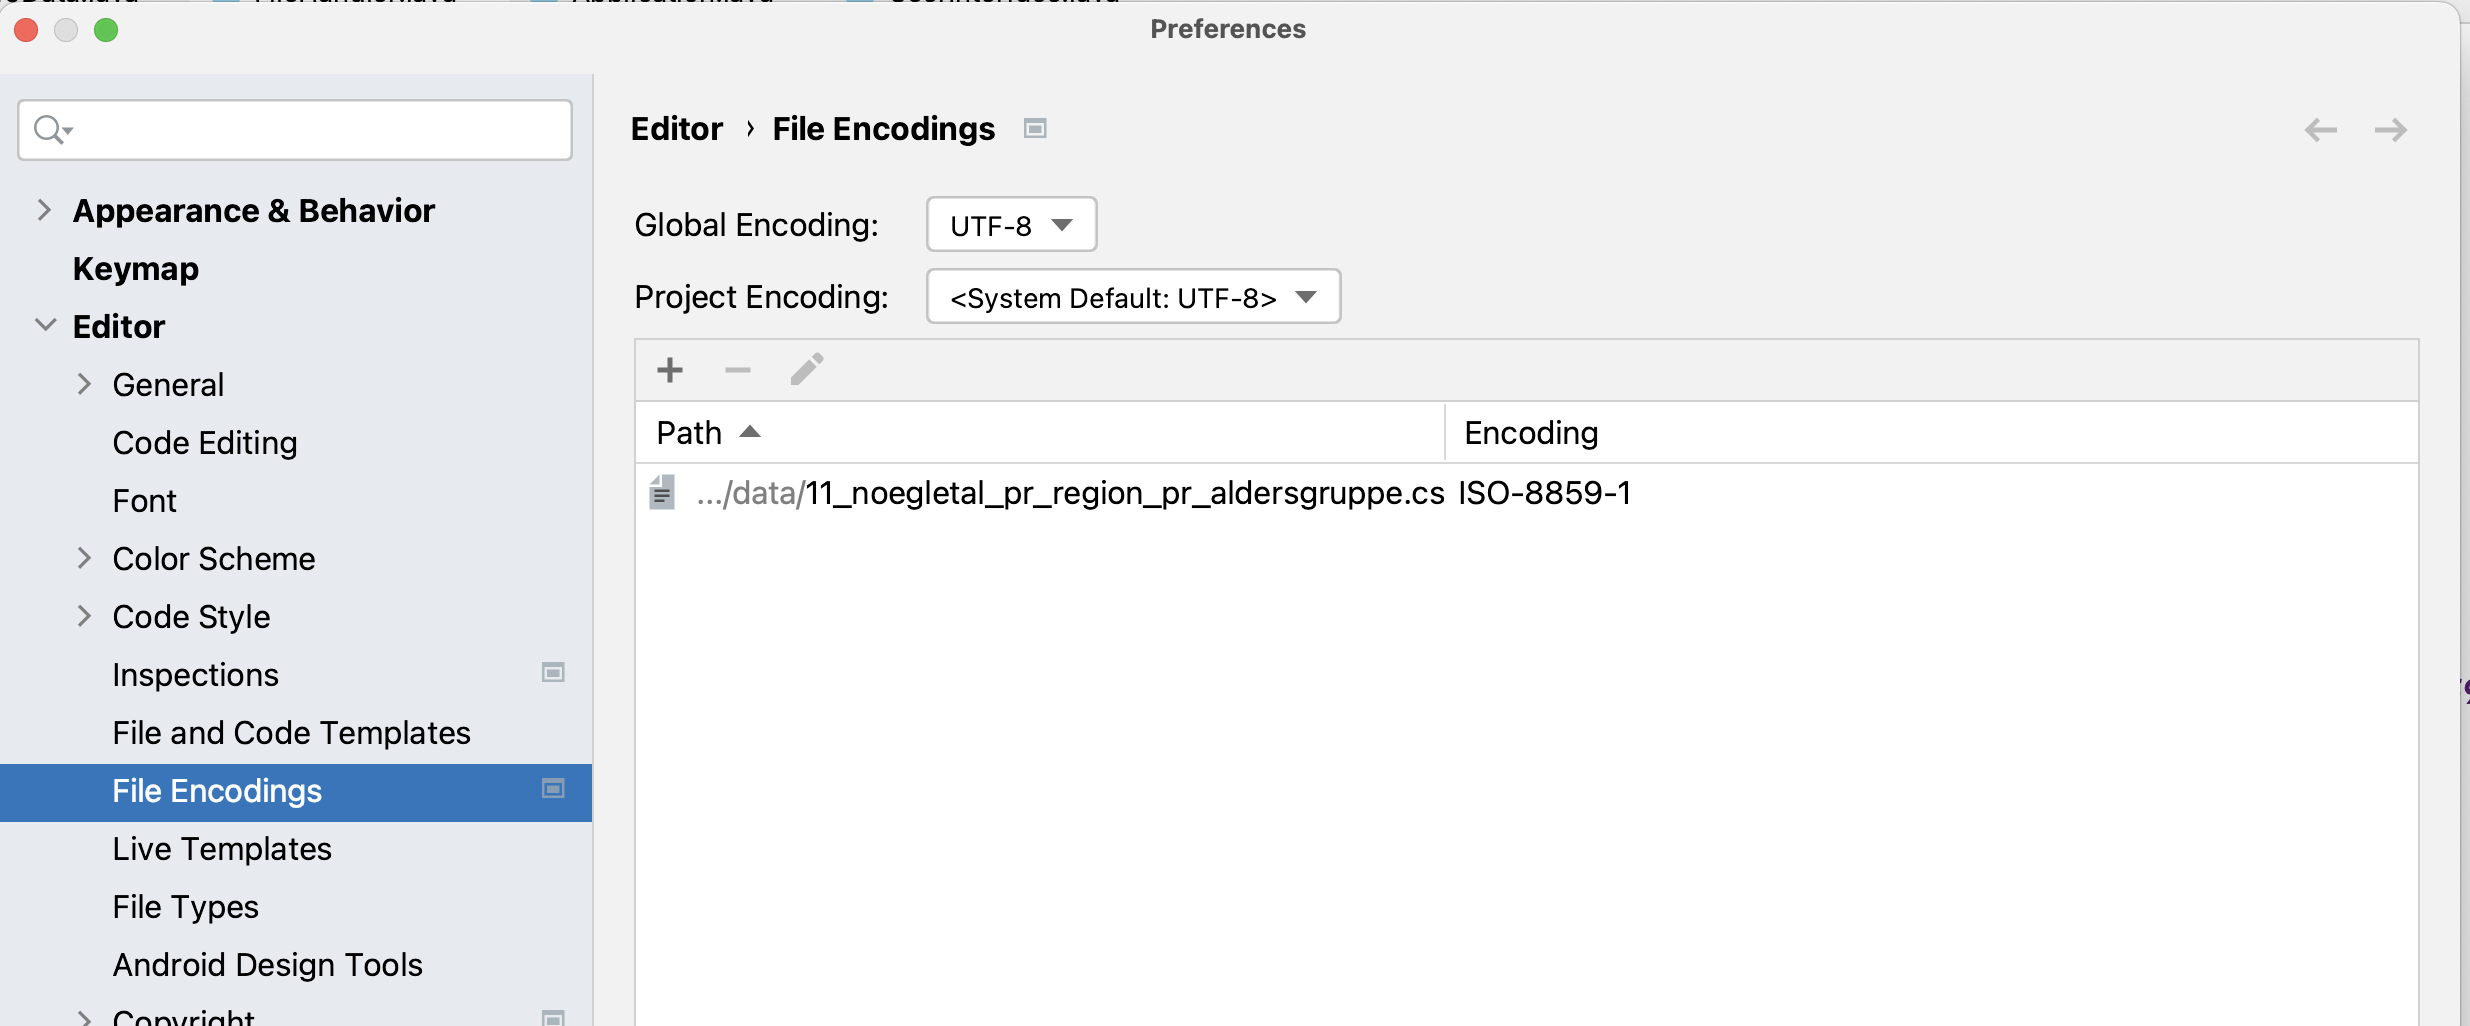 Preferences
Editor › File Encodings
Appearance & Behavior
Keymap
Editor
General
Code Editing
Font
Color Scheme
Code Style
Inspections
File and Code Templates
File Encodings
Live Templates
File Types
Android Design Tools
Copyright
Global Encoding: UTF-8
Project Encoding: <System Default: UTF-8>
Path Encoding
.../data/11_noegletal_pr_region_pr_aldersgruppe.cs ISO-8859-1